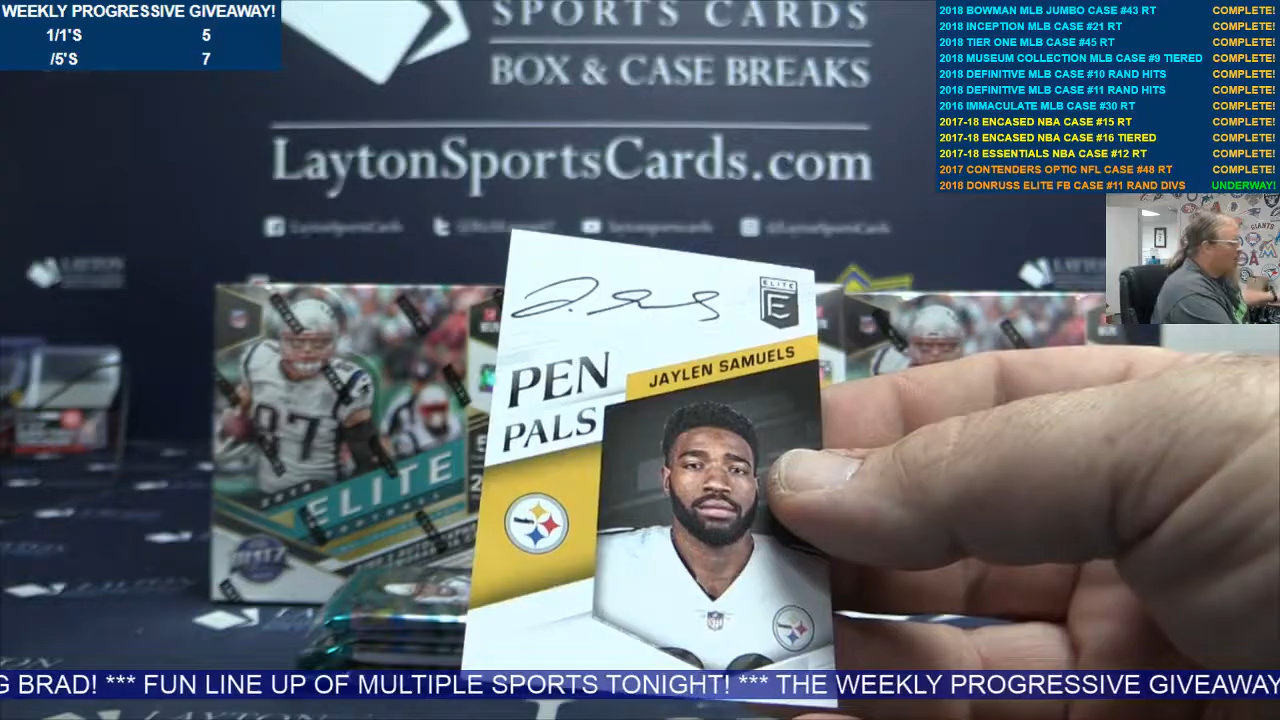 WEEKLY PROGRESSIVE GIVEAWAY!
1/1'S 5
/5'S 7
SPORTS CARDS
BOX & CASE BREAKS
LaytonSportsCards.com
2018 BOWMAN MLB JUMBO CASE #43 RT COMPLETE!
2018 INCEPTION MLB CASE #21 RT COMPLETE!
2018 TIER ONE MLB CASE #45 RT COMPLETE!
2018 MUSEUM COLLECTION MLB CASE #9 TIERED COMPLETE!
2018 DEFINITIVE MLB CASE #10 RAND HITS COMPLETE!
2018 DEFINITIVE MLB CASE #11 RAND HITS COMPLETE!
2016 IMMACULATE MLB CASE #30 RT COMPLETE!
2017-18 ENCASED NBA CASE #15 RT COMPLETE!
2017-18 ENCASED NBA CASE #16 TIERED COMPLETE!
2017-18 ESSENTIALS NBA CASE #12 RT COMPLETE!
2017 CONTENDERS OPTIC NFL CASE #48 RT COMPLETE!
2018 DONRUSS ELITE FB CASE #11 RAND DIVS UNDERWAY!
ELITE
E
PEN
PALS
JAYLEN SAMUELS
Steelers
NFL
87
ELITE
LAYTON
G BRAD! *** FUN LINE UP OF MULTIPLE SPORTS TONIGHT! *** THE WEEKLY PROGRESSIVE GIVEAWAY